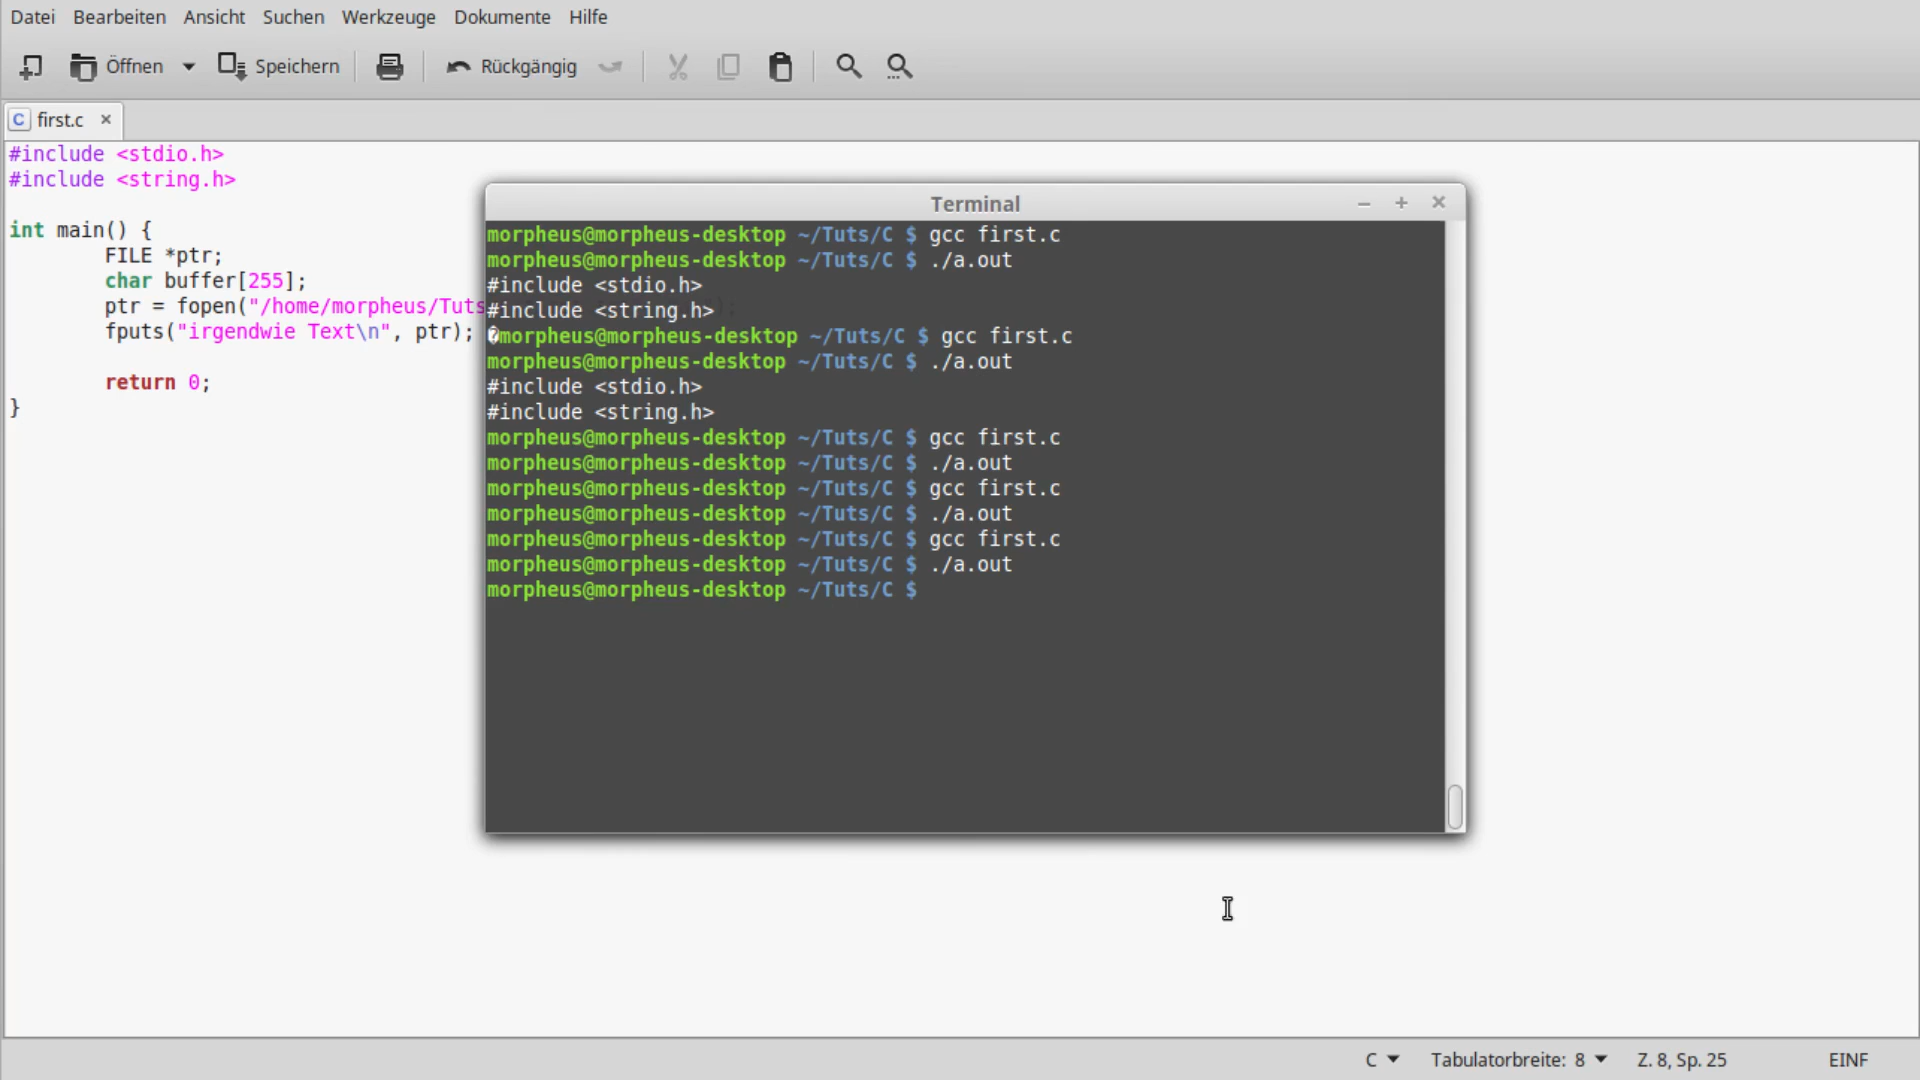 Datei Bearbeiten Ansicht Suchen Werkzeuge Dokumente Hilfe
Öffnen Speichern Rückgängig
C first.c ×
#include <stdio.h>
#include <string.h>
int main() {
FILE *ptr;
char buffer[255];
ptr = fopen("/home/morpheus/Tuts
fputs("irgendwie Text\n", ptr);
return 0;
}
Terminal
morpheus@morpheus-desktop ~/Tuts/C $ gcc first.c
morpheus@morpheus-desktop ~/Tuts/C $ ./a.out
#include <stdio.h>
#include <string.h>
�morpheus@morpheus-desktop ~/Tuts/C $ gcc first.c
morpheus@morpheus-desktop ~/Tuts/C $ ./a.out
#include <stdio.h>
#include <string.h>
morpheus@morpheus-desktop ~/Tuts/C $ gcc first.c
morpheus@morpheus-desktop ~/Tuts/C $ ./a.out
morpheus@morpheus-desktop ~/Tuts/C $ gcc first.c
morpheus@morpheus-desktop ~/Tuts/C $ ./a.out
morpheus@morpheus-desktop ~/Tuts/C $ gcc first.c
morpheus@morpheus-desktop ~/Tuts/C $ ./a.out
morpheus@morpheus-desktop ~/Tuts/C $
C Tabulatorbreite: 8 Z. 8, Sp. 25 EINF